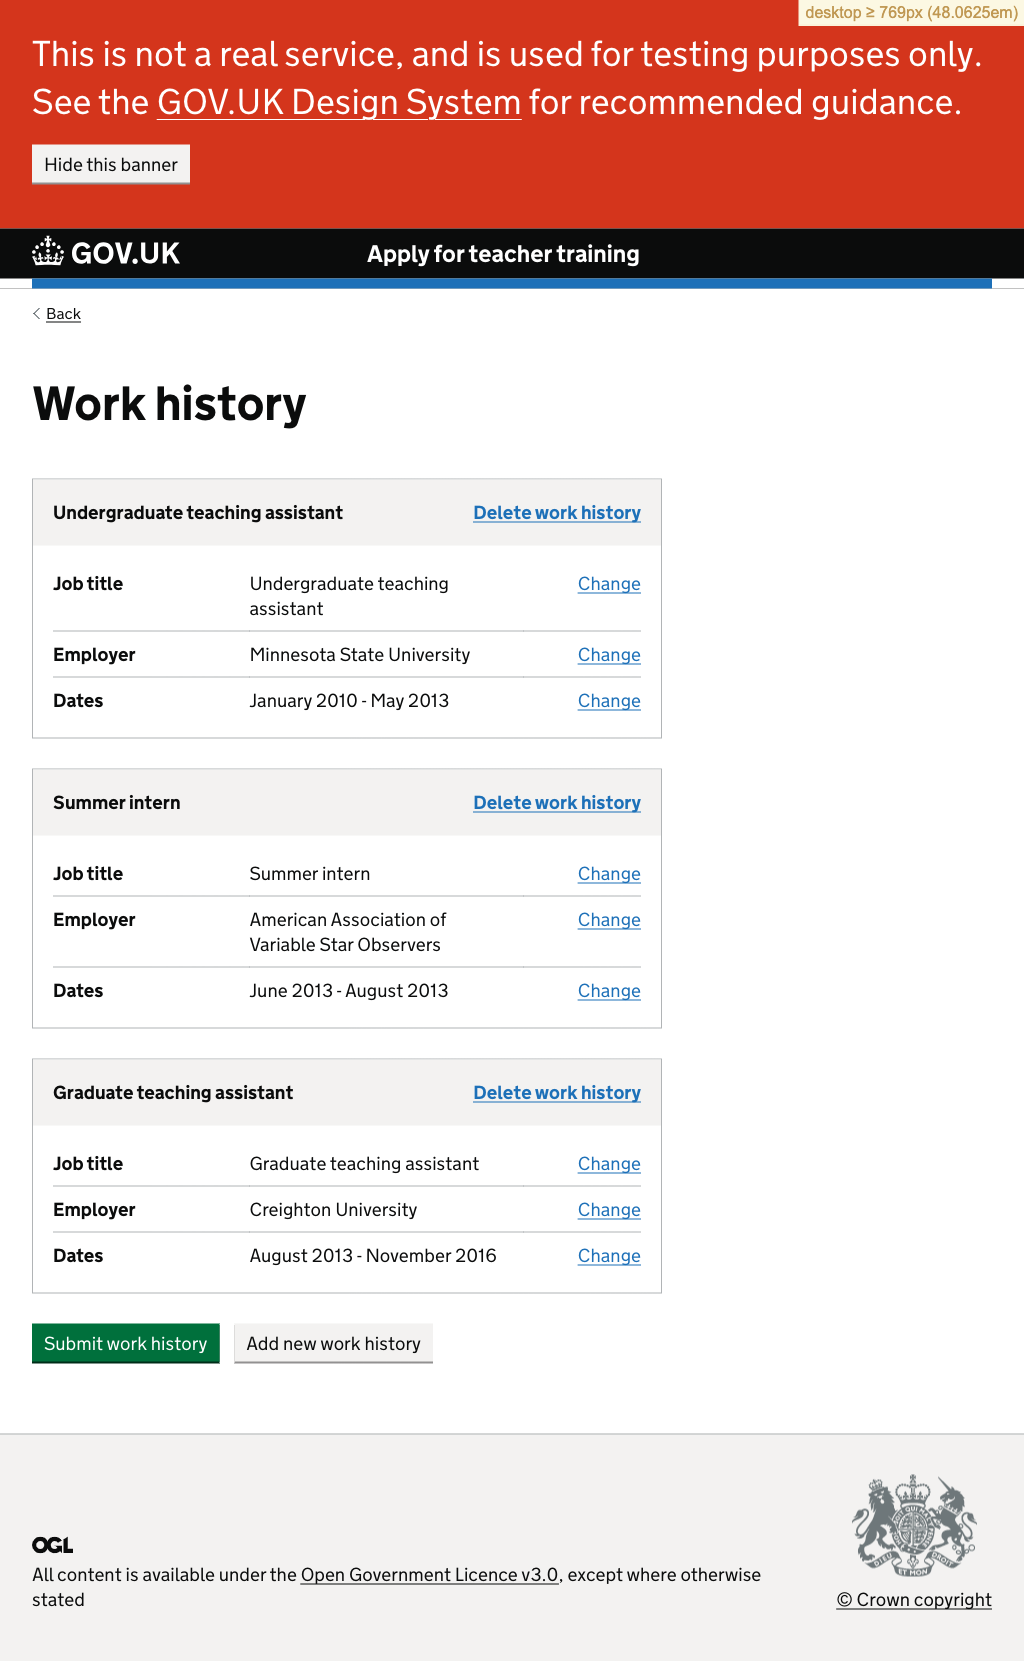 desktop ≥ 769px (48.0625em)
This is not a real service, and is used for testing purposes only.
See the GOV.UK Design System for recommended guidance.
Hide this banner
GOV.UK
Apply for teacher training
Back
Work history
Undergraduate teaching assistant
Delete work history
Job title
Undergraduate teaching
assistant
Change
Employer
Minnesota State University
Change
Dates
January 2010 - May 2013
Change
Summer intern
Delete work history
Job title
Summer intern
Change
Employer
American Association of
Variable Star Observers
Change
Dates
June 2013 - August 2013
Change
Graduate teaching assistant
Delete work history
Job title
Graduate teaching assistant
Change
Employer
Creighton University
Change
Dates
August 2013 - November 2016
Change
Submit work history
Add new work history
OGL
All content is available under the Open Government Licence v3.0, except where otherwise
stated
© Crown copyright